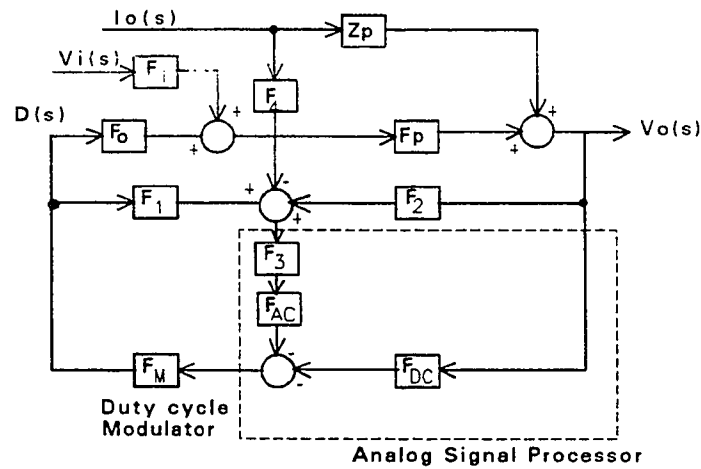 Io(s)
Zp
Vi(s)
Fi
D(s)
F4
+
+
Fo
+
Fp
+
Vo(s)
F1
+
-
+
F2
F3
FAC
-
-
FM
FDC
Duty cycle
Modulator
Analog Signal Processor